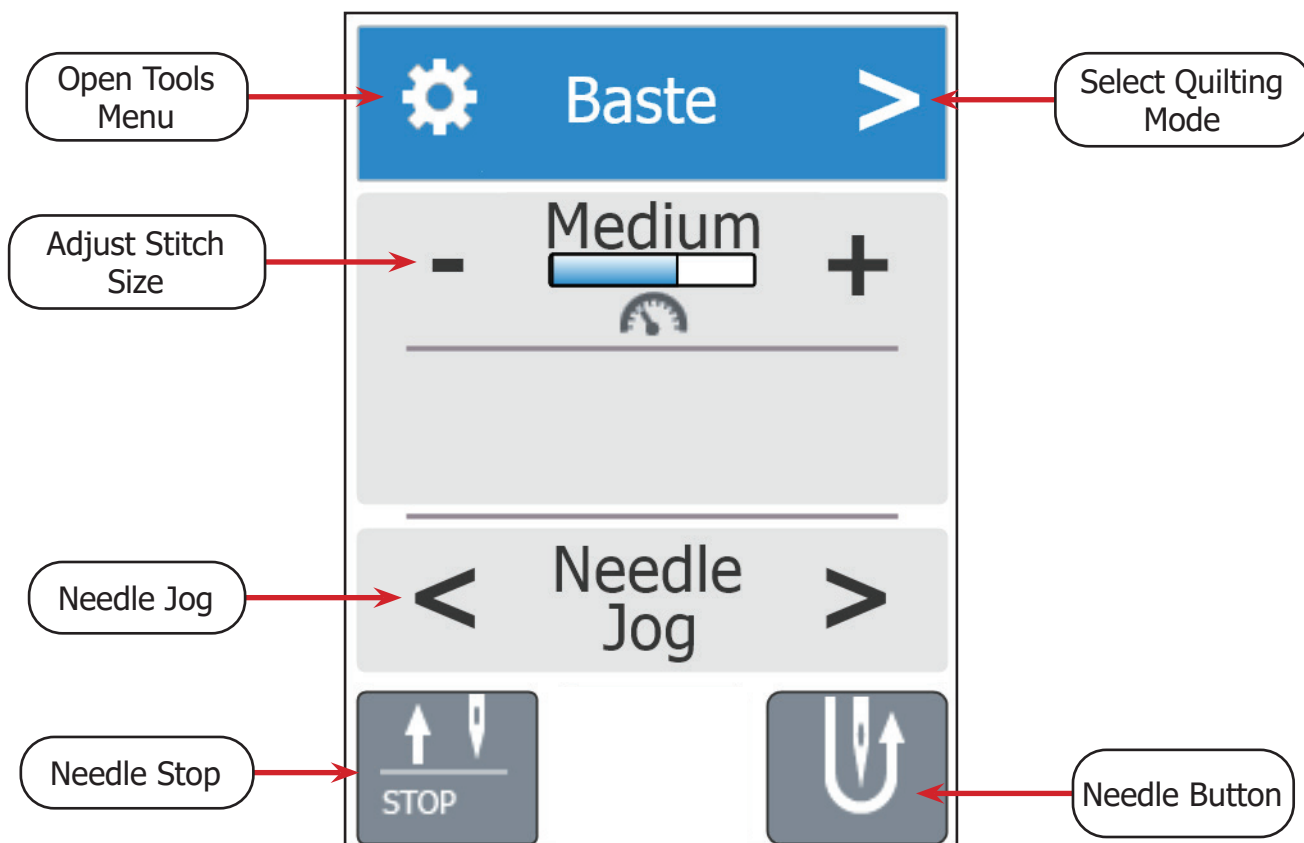 Open Tools
Menu
Baste
>
Select Quilting
Mode
Adjust Stitch
Size
-
Medium
+
Needle Jog
<
Needle
Jog
>
Needle Stop
STOP
Needle Button